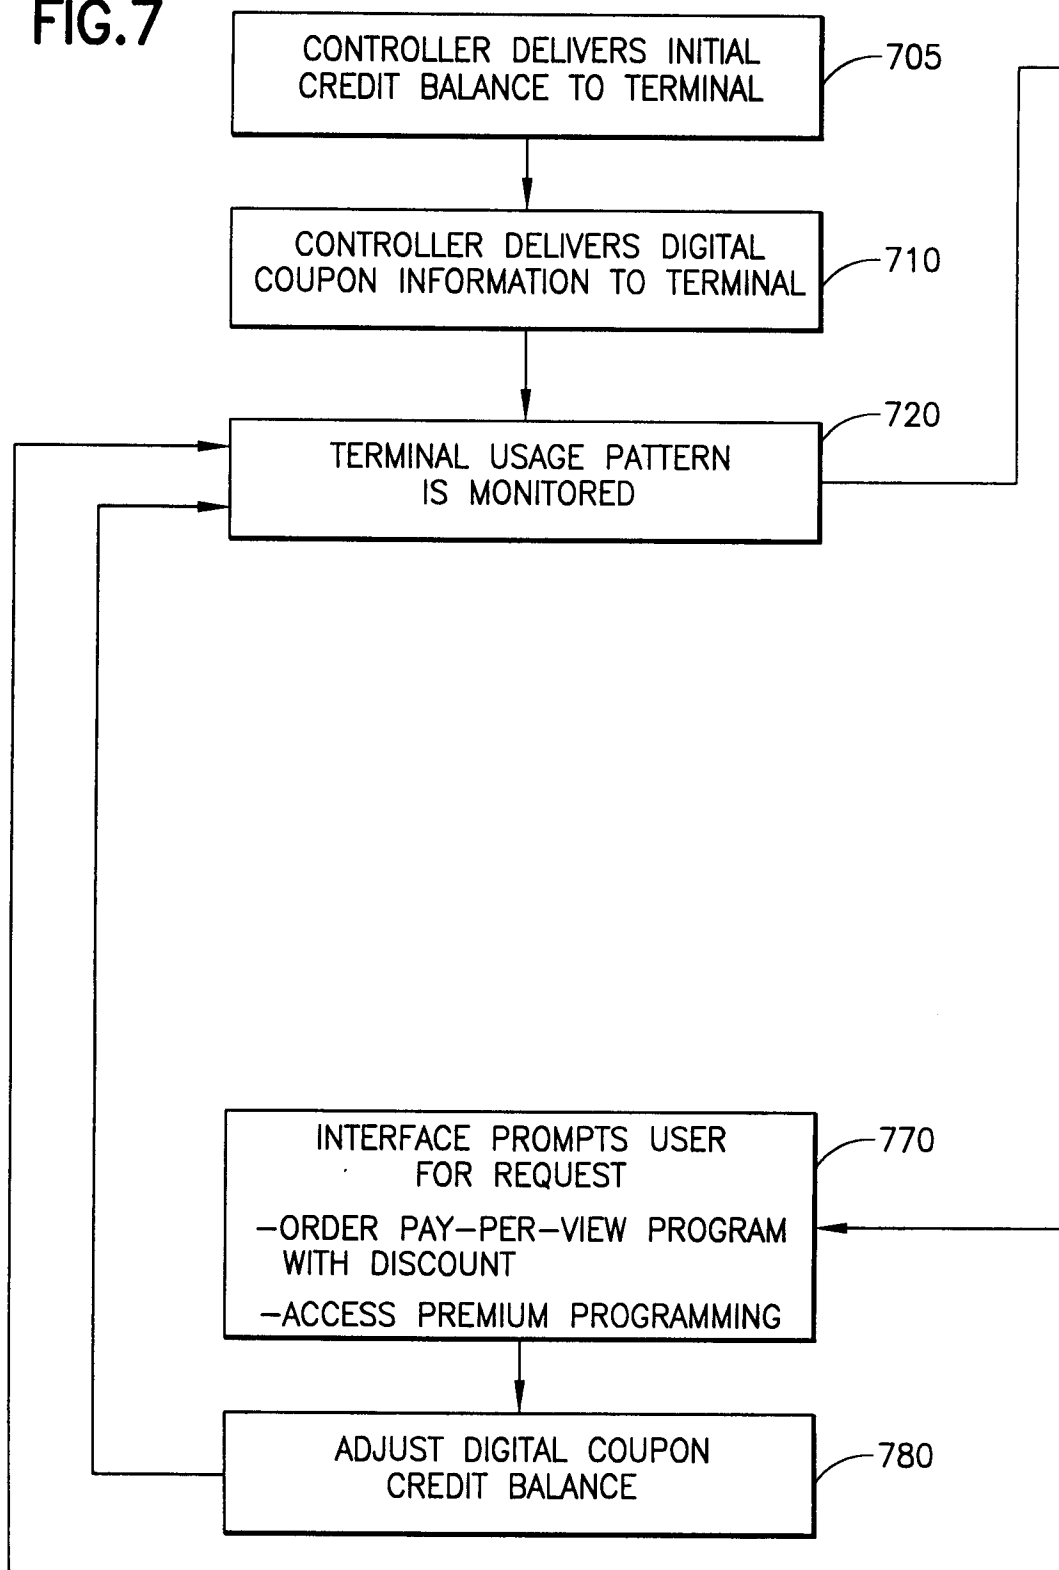 FIG.7
CONTROLLER DELIVERS INITIAL
CREDIT BALANCE TO TERMINAL
705
CONTROLLER DELIVERS DIGITAL
COUPON INFORMATION TO TERMINAL
710
TERMINAL USAGE PATTERN
IS MONITORED
720
INTERFACE PROMPTS USER
FOR REQUEST
-ORDER PAY-PER-VIEW PROGRAM
WITH DISCOUNT
-ACCESS PREMIUM PROGRAMMING
770
ADJUST DIGITAL COUPON
CREDIT BALANCE
780